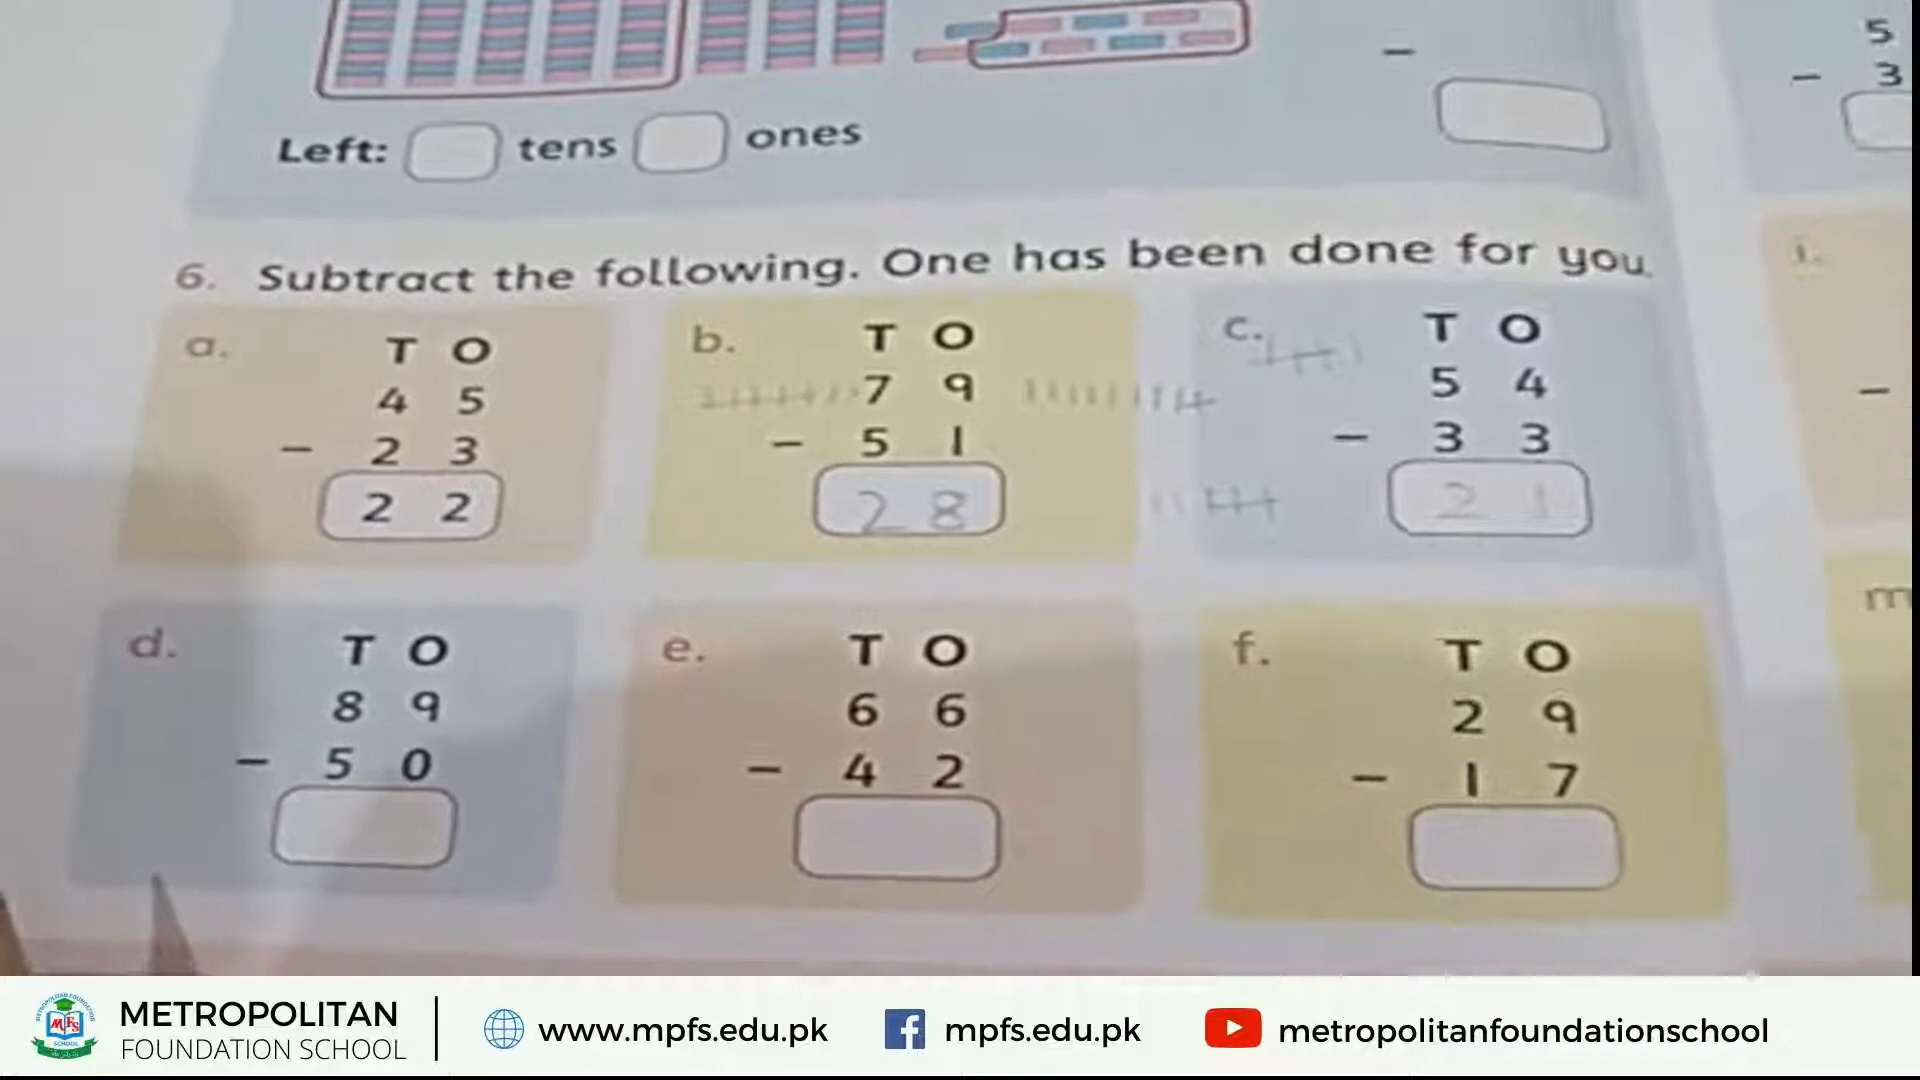 5
−
− 3
Left: tens ones
6. Subtract the following. One has been done for you.
i.
a. T O
4 5
− 2 3
2 2
b. T O
7 9
− 5 1
2 8
c. T O
5 4
− 3 3
2 1
−
m
d. T O
8 9
− 5 0
e. T O
6 6
− 4 2
f. T O
2 9
− 1 7
METROPOLITAN
FOUNDATION SCHOOL
www.mpfs.edu.pk
mpfs.edu.pk
metropolitanfoundationschool
MFS
SCHOOL